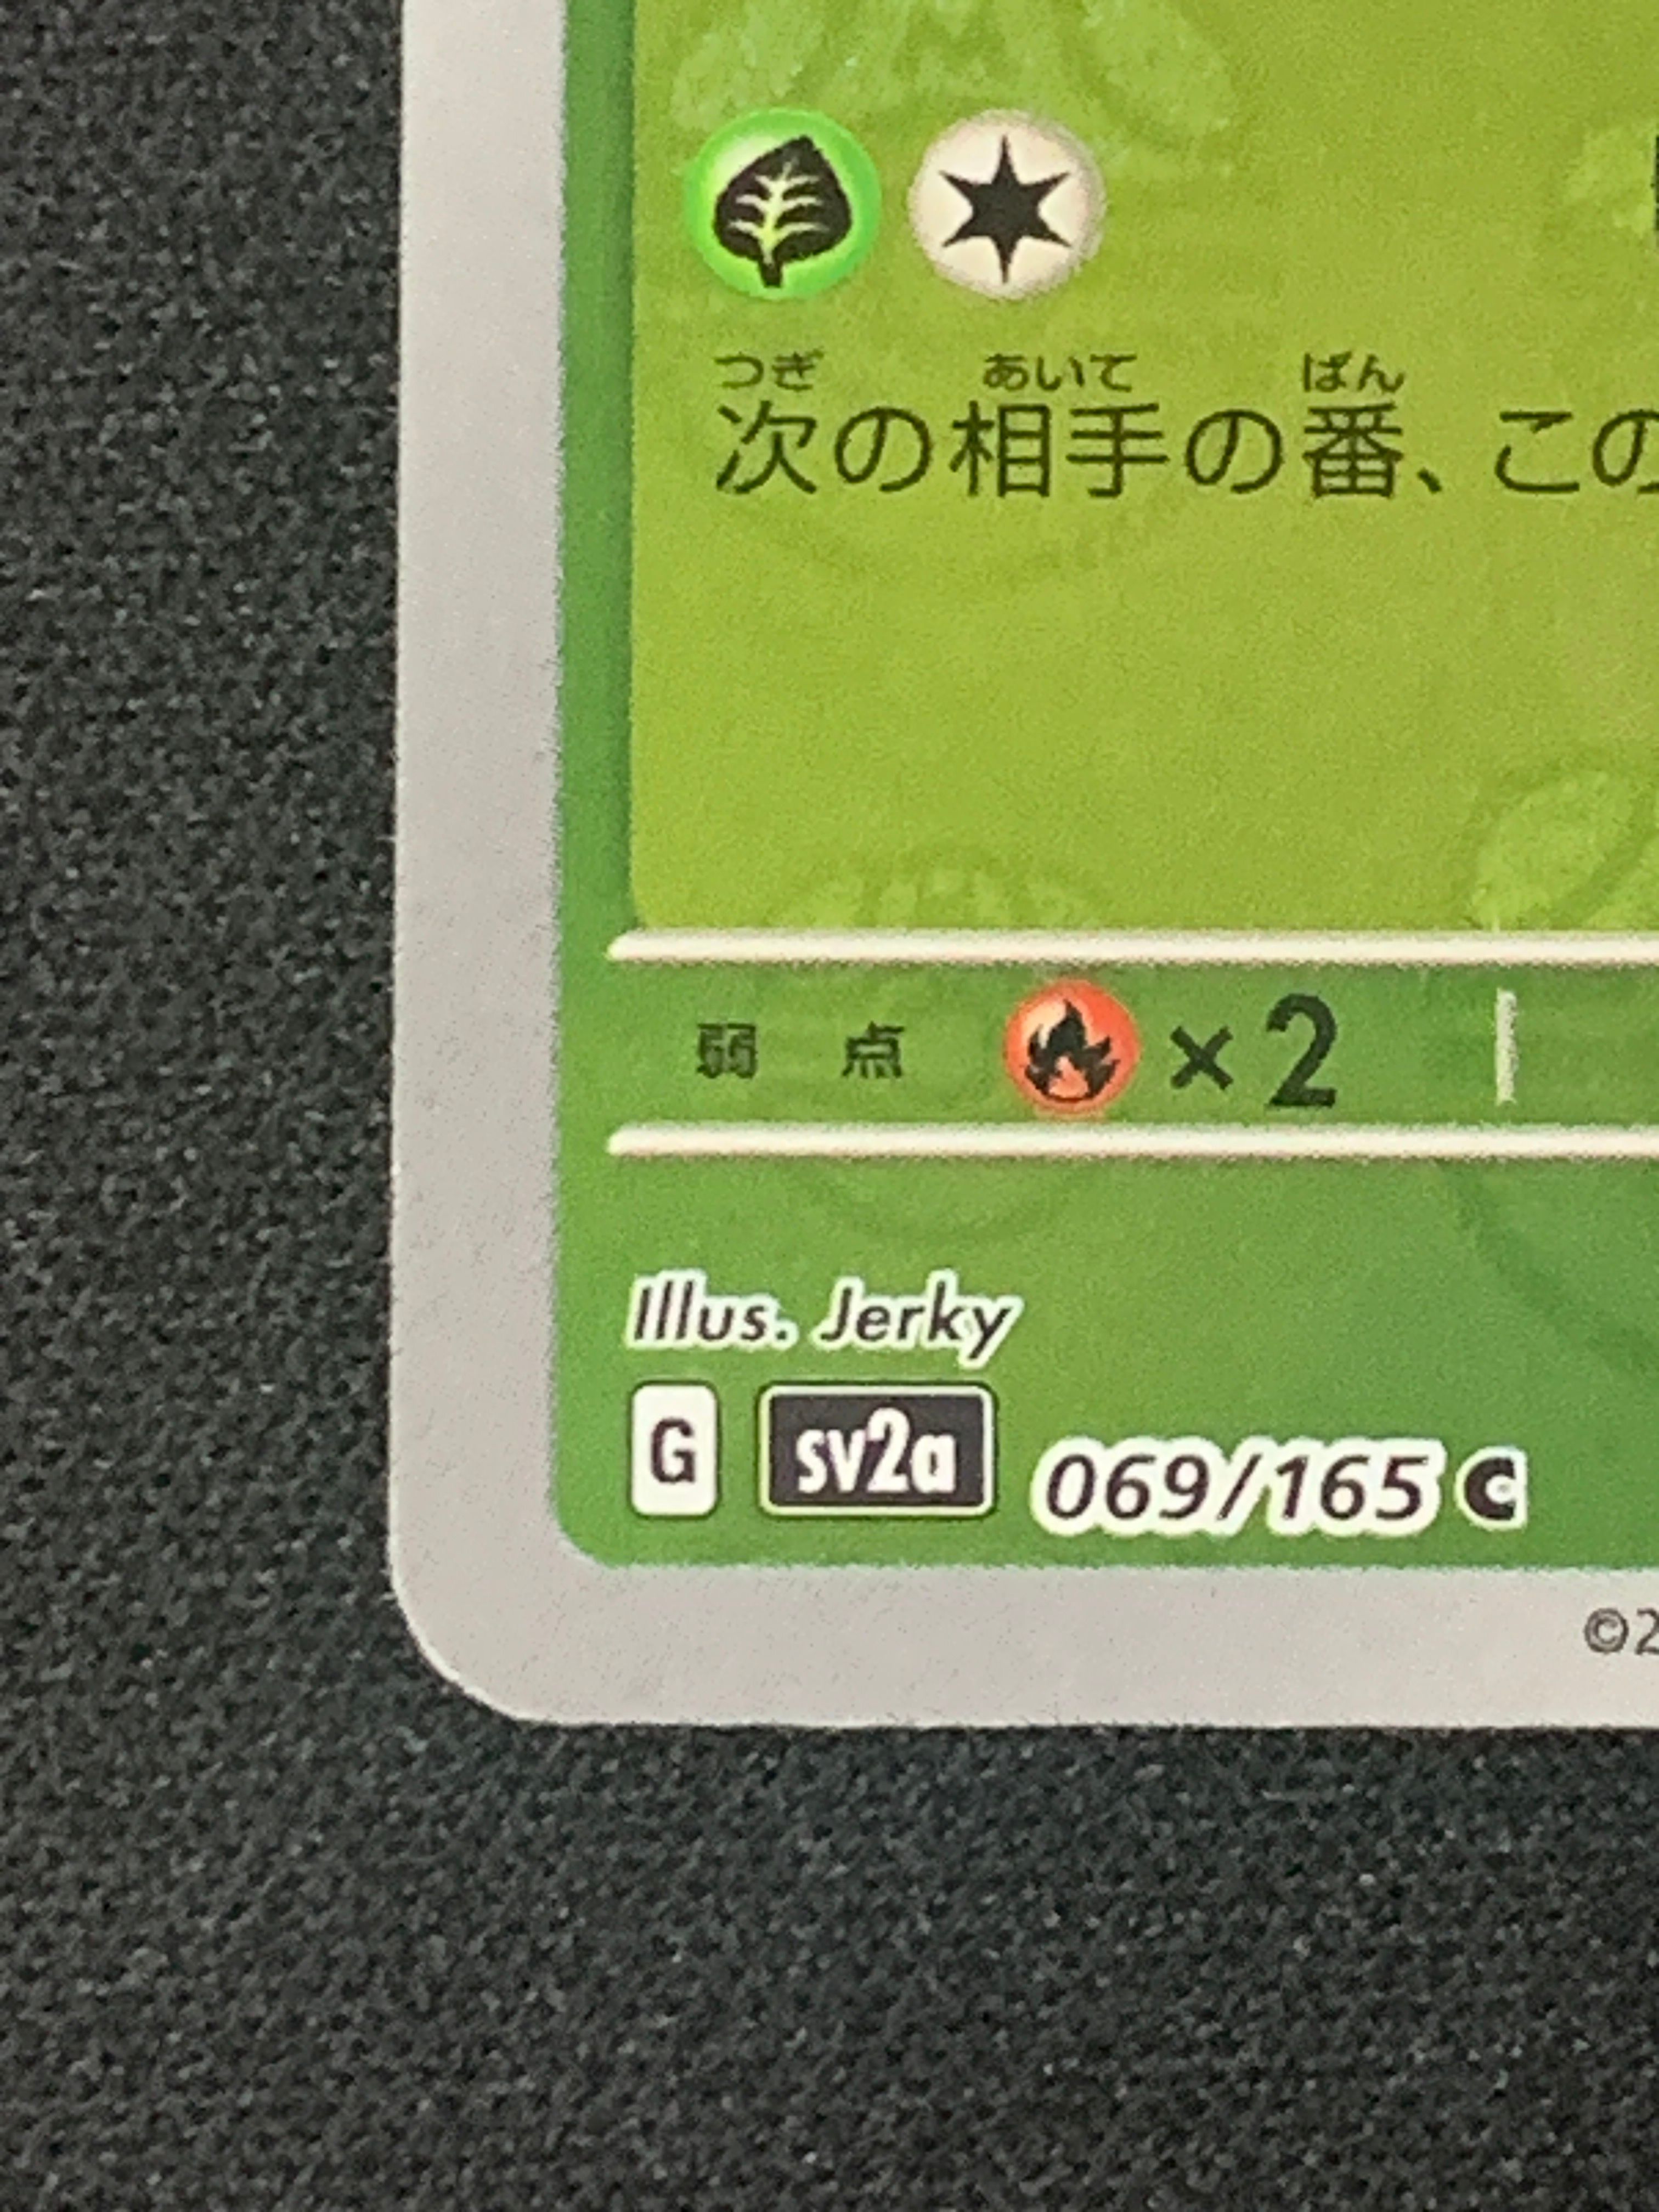 つぎ あいて ばん
次の相手の番、この
弱 点 ×2
Illus. Jerky
G sv2a 069/165 C
©2